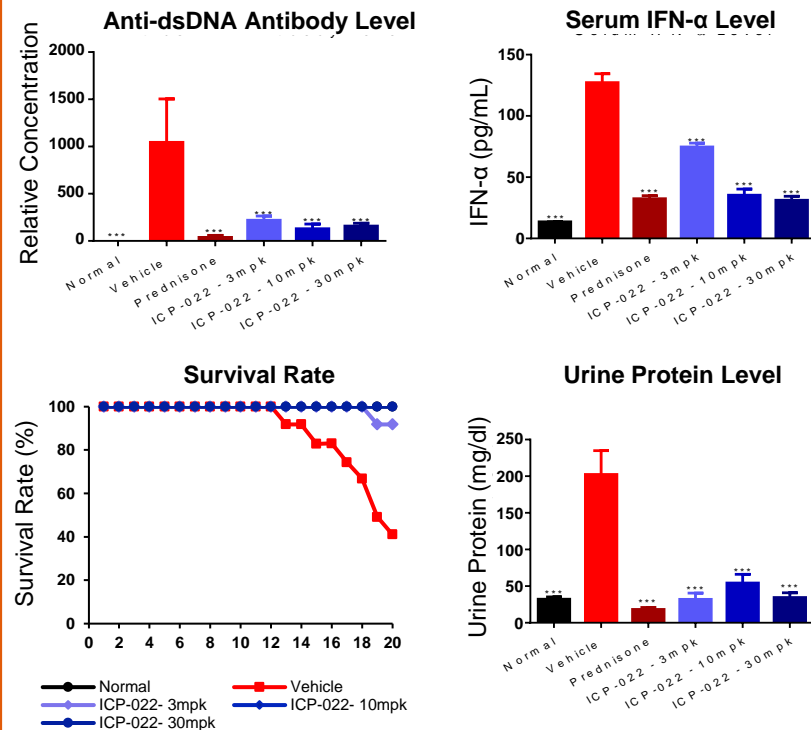 Anti-dsDNA Antibody Level
Relative Concentration
2000
1500
1000
500
0
***
***
***
***
***
Normal
Vehicle
Prednisone
ICP-022 - 3mpk
ICP-022 - 10mpk
ICP-022 - 30mpk
Serum IFN-α Level
IFN-α (pg/mL)
150
100
50
0
***
***
***
***
***
Normal
Vehicle
Prednisone
ICP-022 - 3mpk
ICP-022 - 10mpk
ICP-022 - 30mpk
Survival Rate
Survival Rate (%)
100
80
60
40
20
0
0 2 4 6 8 10 12 14 16 18 20
Normal
Vehicle
ICP-022- 3mpk
ICP-022- 10mpk
ICP-022- 30mpk
Urine Protein Level
Urine Protein (mg/dl)
250
200
150
100
50
0
***
***
***
***
***
Normal
Vehicle
Prednisone
ICP-022 - 3mpk
ICP-022 - 10mpk
ICP-022 - 30mpk